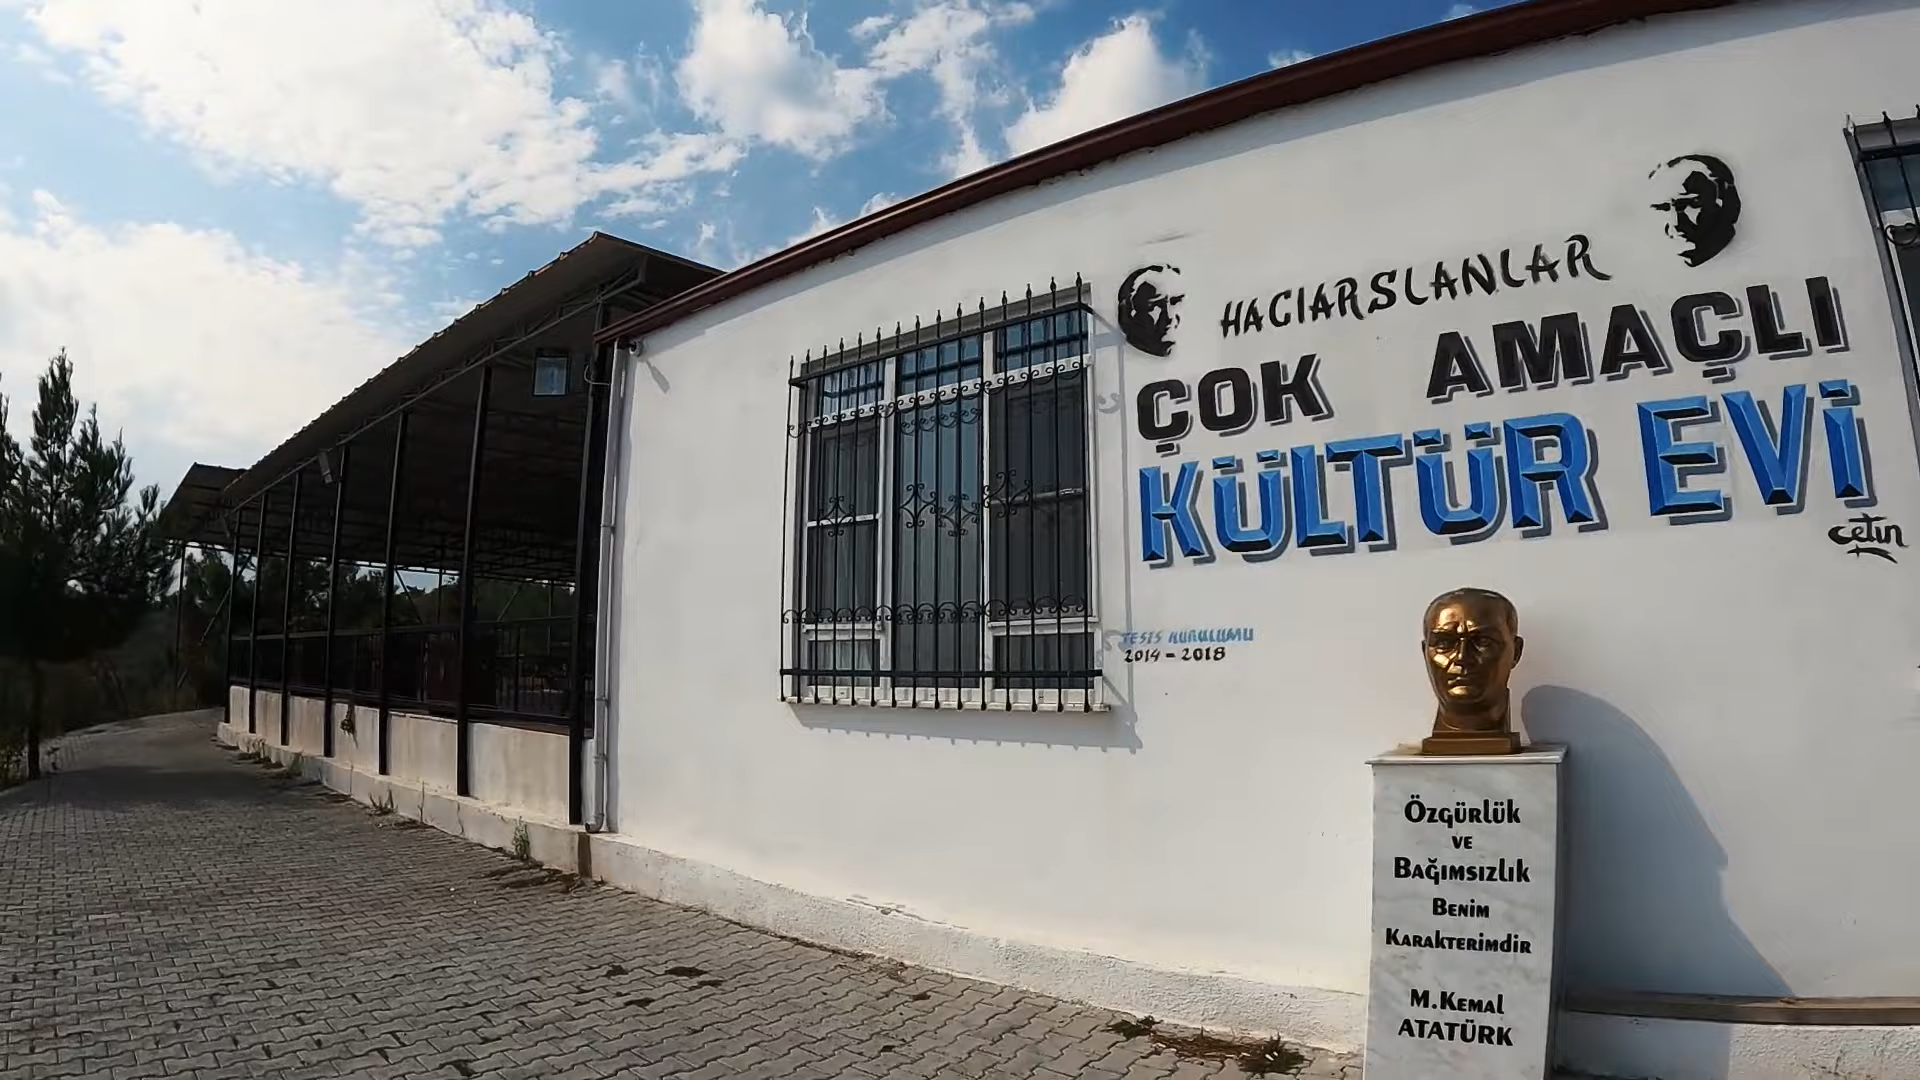 HACIARSLANLAR
ÇOK AMAÇLI
KÜLTÜR EVİ
çetin
TESİS KURULUMU
2014 - 2018
Özgürlük
ve
Bağımsızlık
Benim
Karakterimdir
M.Kemal
ATATÜRK